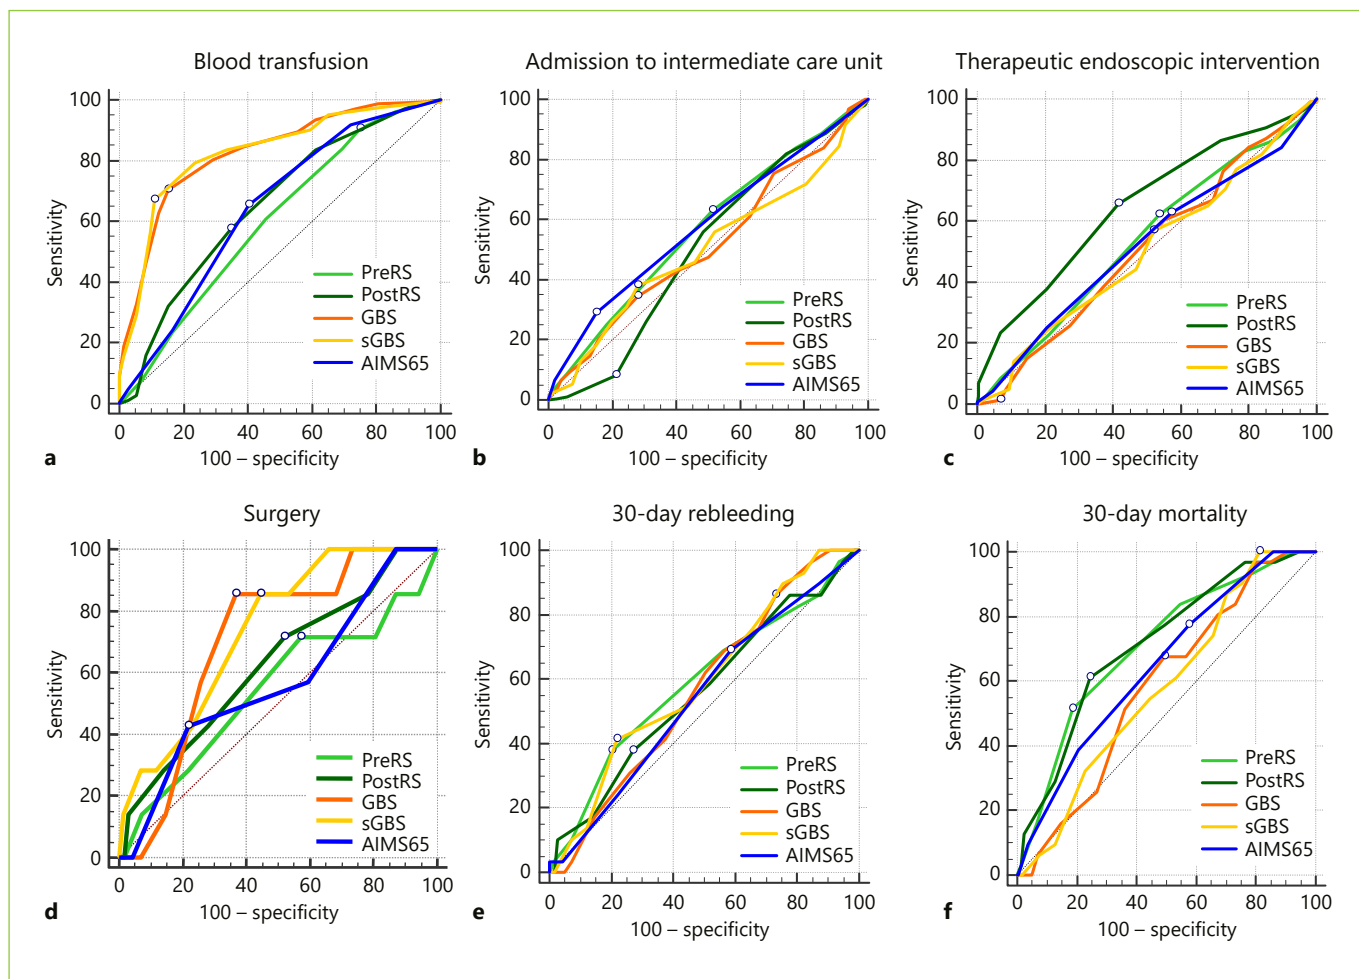 Blood transfusion
Sensitivity
100
80
60
40
20
0
PreRS
PostRS
GBS
sGBS
AIMS65
0 20 40 60 80 100
100 – specificity
a
Admission to intermediate care unit
Sensitivity
100
80
60
40
20
0
PreRS
PostRS
GBS
sGBS
AIMS65
0 20 40 60 80 100
100 – specificity
b
Therapeutic endoscopic intervention
Sensitivity
100
80
60
40
20
0
PreRS
PostRS
GBS
sGBS
AIMS65
0 20 40 60 80 100
100 – specificity
c
Surgery
Sensitivity
100
80
60
40
20
0
PreRS
PostRS
GBS
sGBS
AIMS65
0 20 40 60 80 100
100 – specificity
d
30-day rebleeding
Sensitivity
100
80
60
40
20
0
PreRS
PostRS
GBS
sGBS
AIMS65
0 20 40 60 80 100
100 – specificity
e
30-day mortality
Sensitivity
100
80
60
40
20
0
PreRS
PostRS
GBS
sGBS
AIMS65
0 20 40 60 80 100
100 – specificity
f